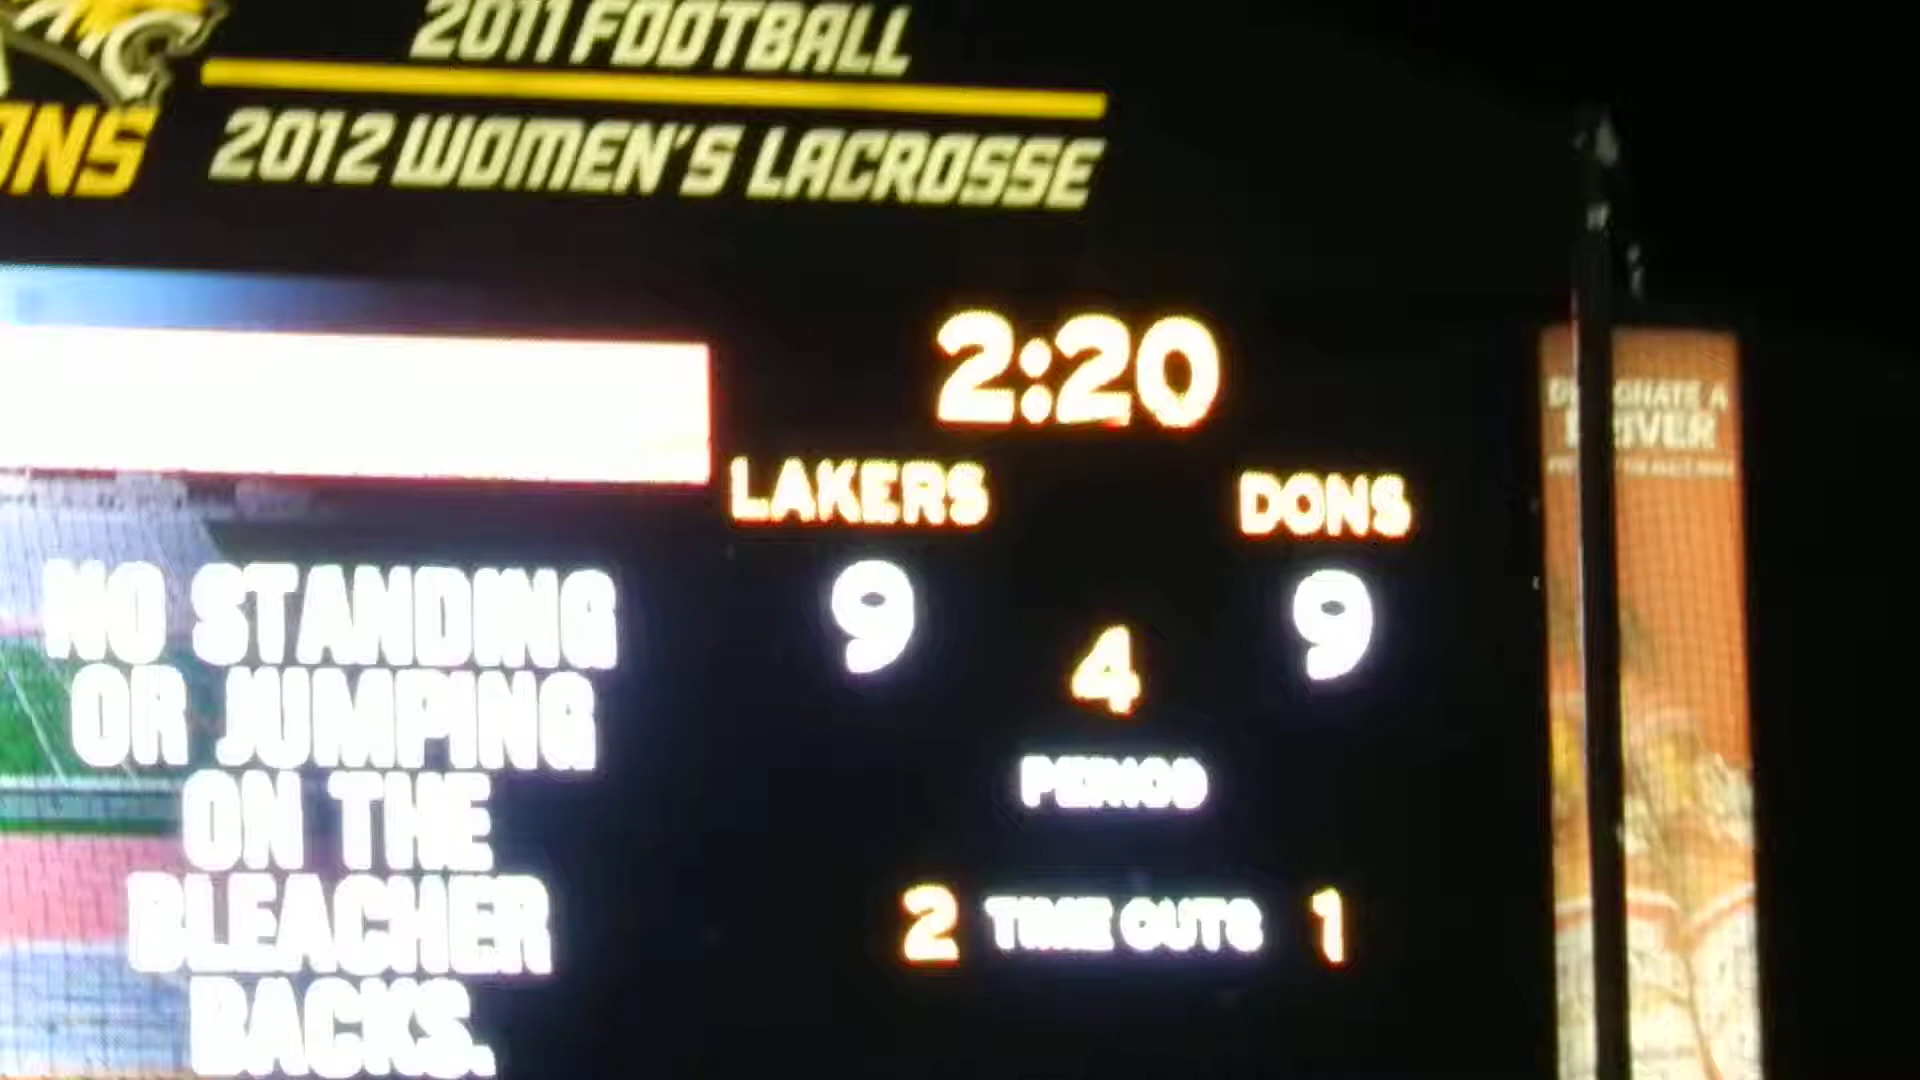 2011 FOOTBALL
2012 WOMEN'S LACROSSE
2:20
LAKERS
DONS
9
9
4
PERIOD
2 TIME OUTS 1
NO STANDING
OR JUMPING
ON THE
BLEACHER
BACKS.